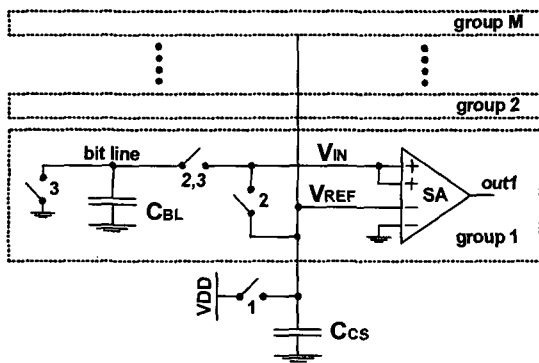 group M
group 2
bit line
3
CBL
2,3
2
VIN
VREF
+
+
−
−
SA
out1
group 1
VDD
1
CCS